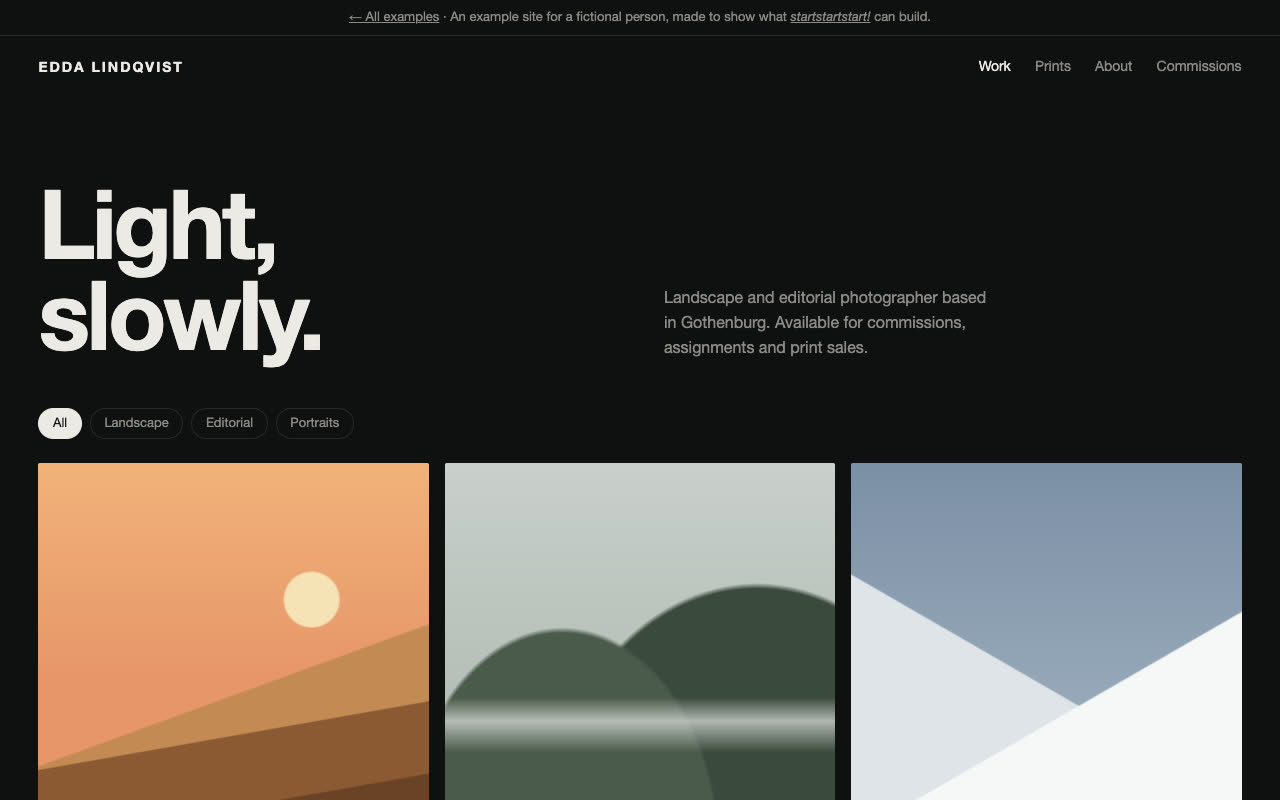 ← All examples · An example site for a fictional person, made to show what startstartstart! can build.
EDDA LINDQVIST
Work
Prints
About
Commissions
Light,
slowly.
Landscape and editorial photographer based
in Gothenburg. Available for commissions,
assignments and print sales.
All
Landscape
Editorial
Portraits